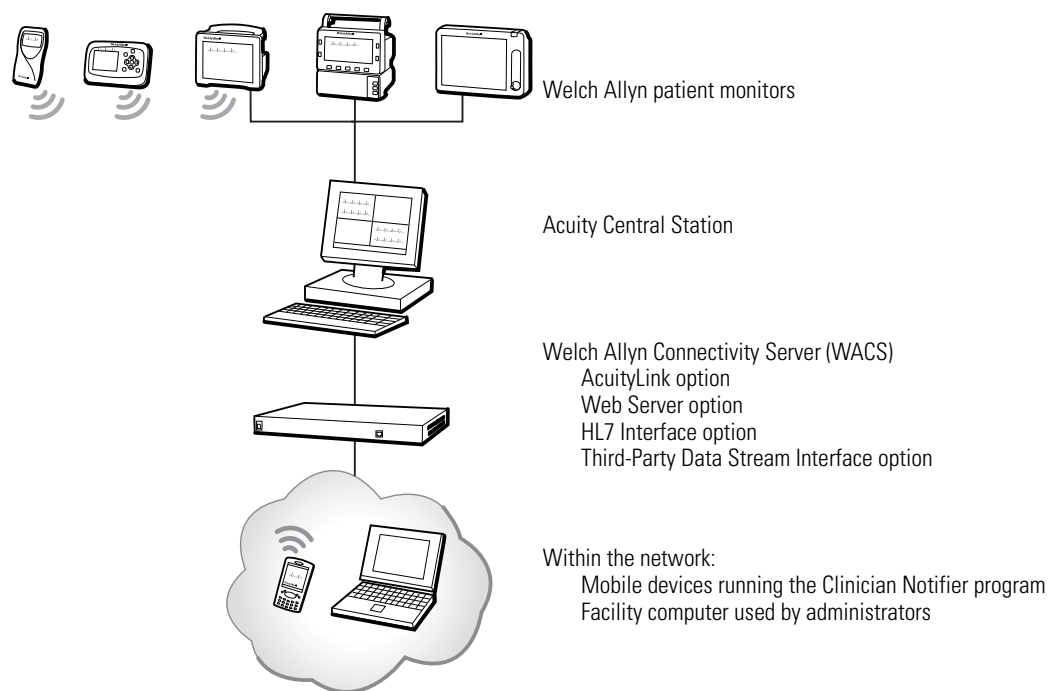 Welch Allyn patient monitors
Acuity Central Station
Welch Allyn Connectivity Server (WACS)
AcuityLink option
Web Server option
HL7 Interface option
Third-Party Data Stream Interface option
Within the network:
Mobile devices running the Clinician Notifier program
Facility computer used by administrators